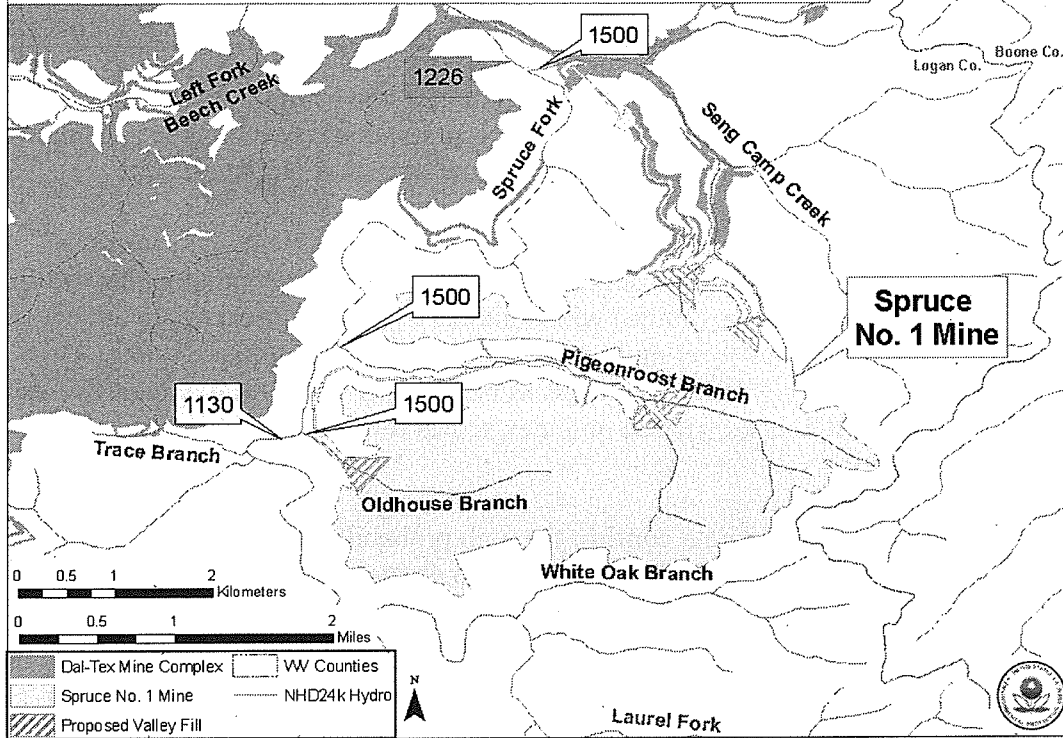 1500
Boone Co.
Logan Co.
1226
Left Fork
Beech Creek
Spruce Fork
Seng Camp Creek
1500
Spruce
No. 1 Mine
Pigeonroost Branch
1130
1500
Trace Branch
Oldhouse Branch
White Oak Branch
0 0.5 1 2
Kilometers
0 0.5 1 2
Miles
Dal-Tex Mine Complex
WV Counties
Spruce No. 1 Mine
NHD24k Hydro
Proposed Valley Fill
N
Laurel Fork